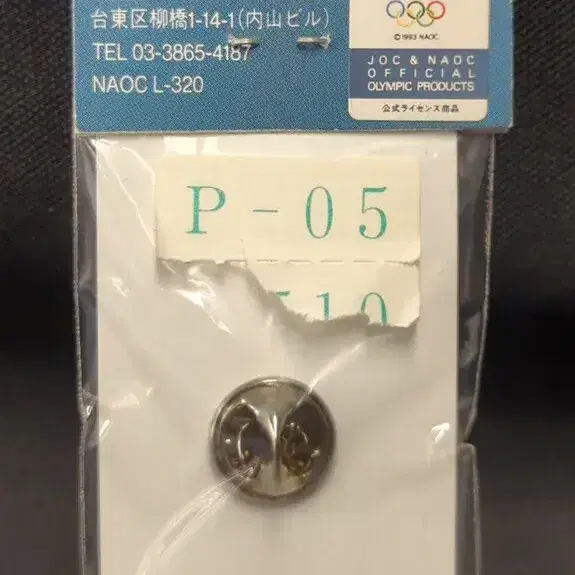 台東区柳橋1-14-1(内山ビル)
TEL 03-3865-4187
NAOC L-320
©1993 NAOC
JOC & NAOC
OFFICIAL
OLYMPIC PRODUCTS
公式ライセンス商品
P-05
510